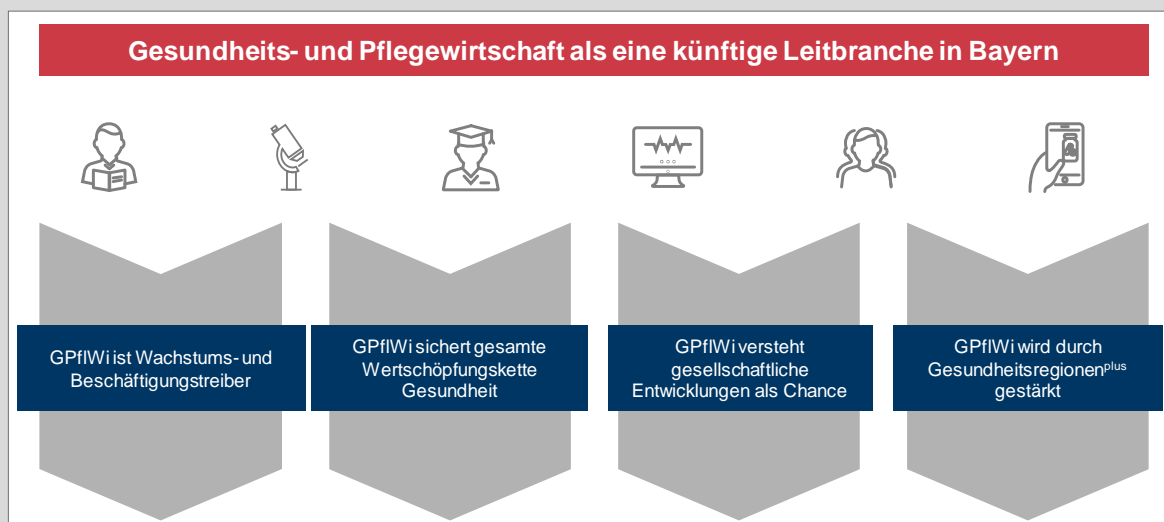 Gesundheits- und Pflegewirtschaft als eine künftige Leitbranche in Bayern
GPflWi ist Wachstums- und
Beschäftigungstreiber
GPflWi sichert gesamte
Wertschöpfungskette
Gesundheit
GPflWi versteht
gesellschaftliche
Entwicklungen als Chance
GPflWi wird durch
Gesundheitsregionenplus
gestärkt